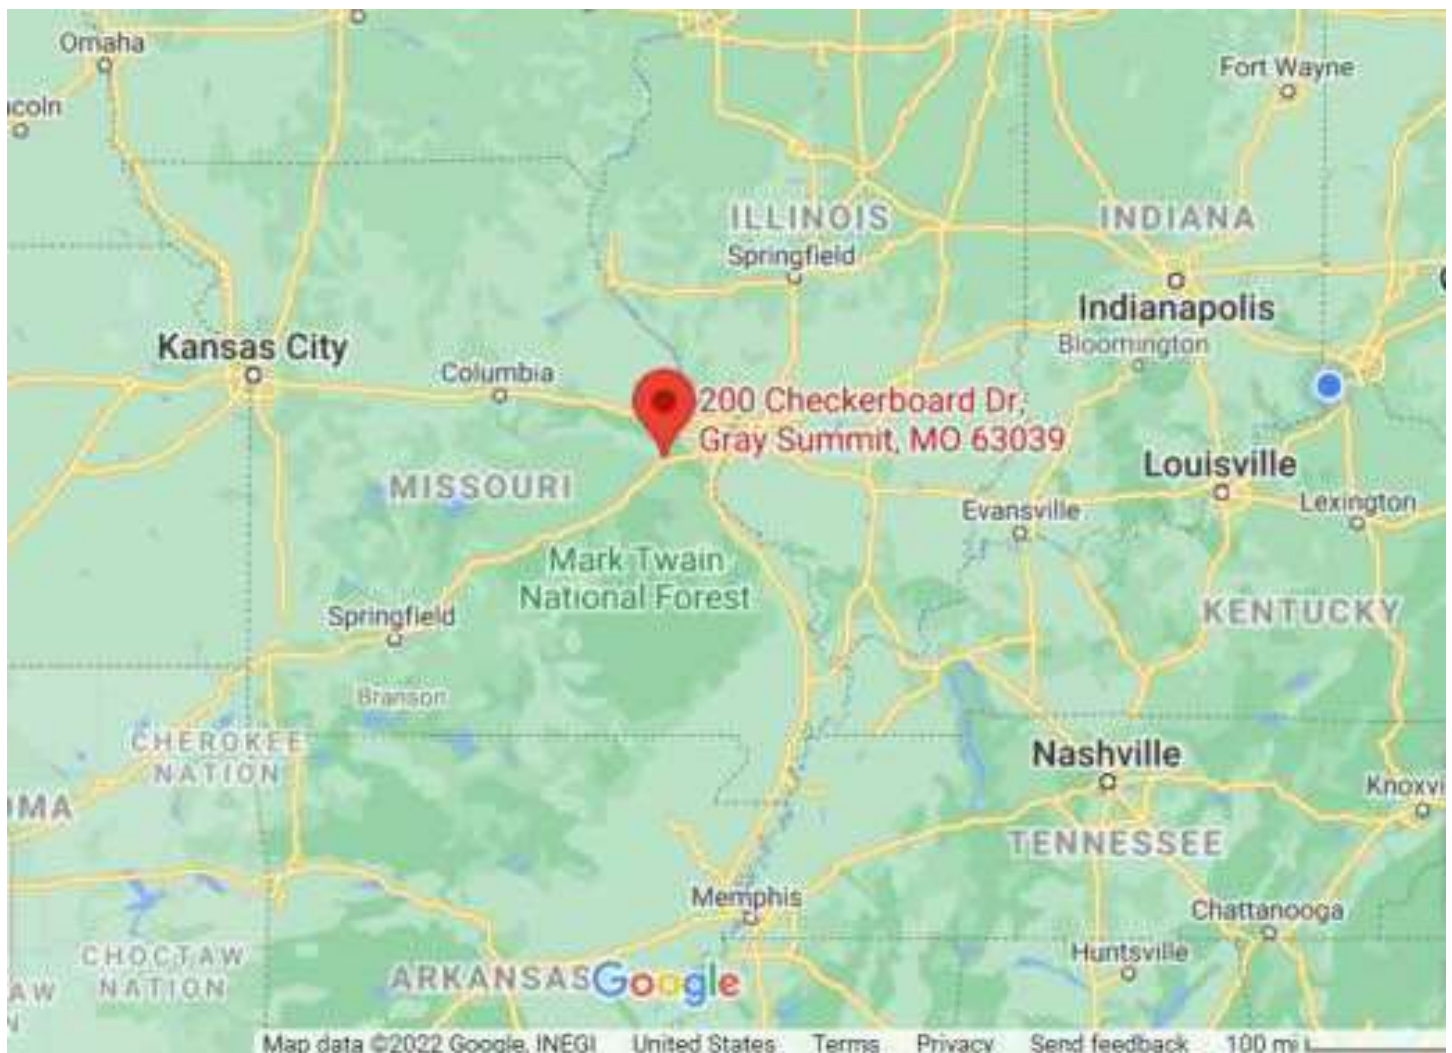 Omaha
Fort Wayne
coln
ILLINOIS
INDIANA
Springfield
Indianapolis
Kansas City
Bloomington
Columbia
200 Checkerboard Dr,
Gray Summit, MO 63039
MISSOURI
Louisville
Evansville
Lexington
Mark Twain
National Forest
Springfield
KENTUCKY
Branson
CHEROKEE
NATION
Nashville
OMA
Knoxvi
TENNESSEE
Memphis
Chattanooga
CHOCTAW
NATION
Huntsville
ARKANSAS
Google
AW
N
Map data ©2022 Google, INEGI United States Terms Privacy Send feedback 100 mi